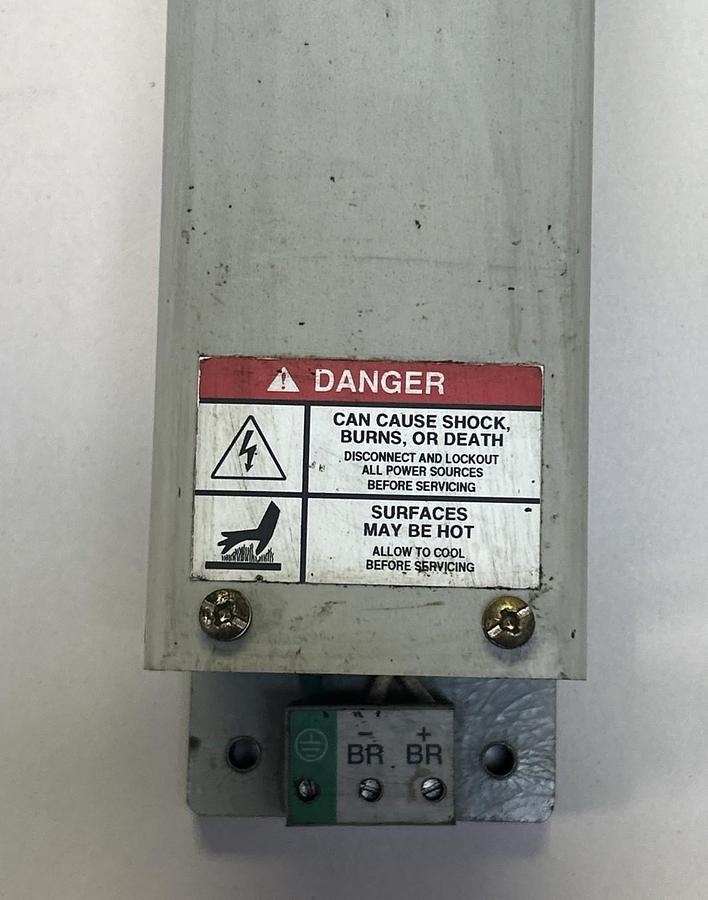 DANGER
CAN CAUSE SHOCK,
BURNS, OR DEATH
DISCONNECT AND LOCKOUT
ALL POWER SOURCES
BEFORE SERVICING
SURFACES
MAY BE HOT
ALLOW TO COOL
BEFORE SERVICING
- +
BR BR